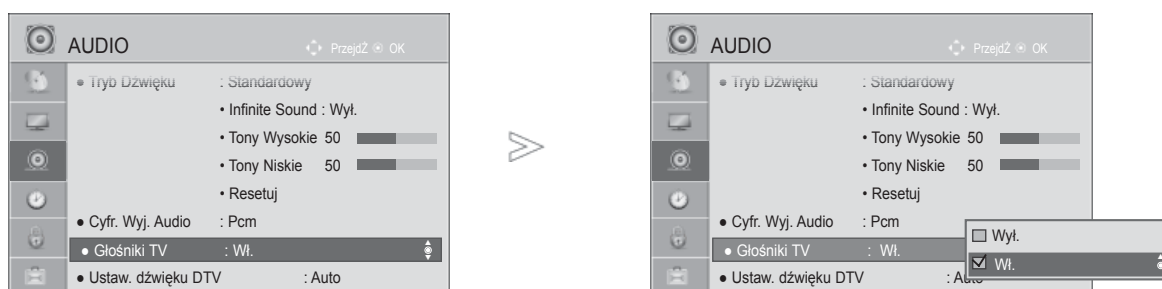 AUDIO
PrzejdŹ OK
• Tryb Dźwięku : Standardowy
• Infinite Sound : Wył.
• Tony Wysokie 50
• Tony Niskie 50
• Resetuj
● Cyfr. Wyj. Audio : Pcm
● Głośniki TV : Wł.
● Ustaw. dźwięku DTV : Auto
>
AUDIO
PrzejdŹ OK
• Tryb Dźwięku : Standardowy
• Infinite Sound : Wył.
• Tony Wysokie 50
• Tony Niskie 50
• Resetuj
● Cyfr. Wyj. Audio : Pcm
● Głośniki TV : Wł.
● Ustaw. dźwięku DTV : Auto
Wył.
Wł.